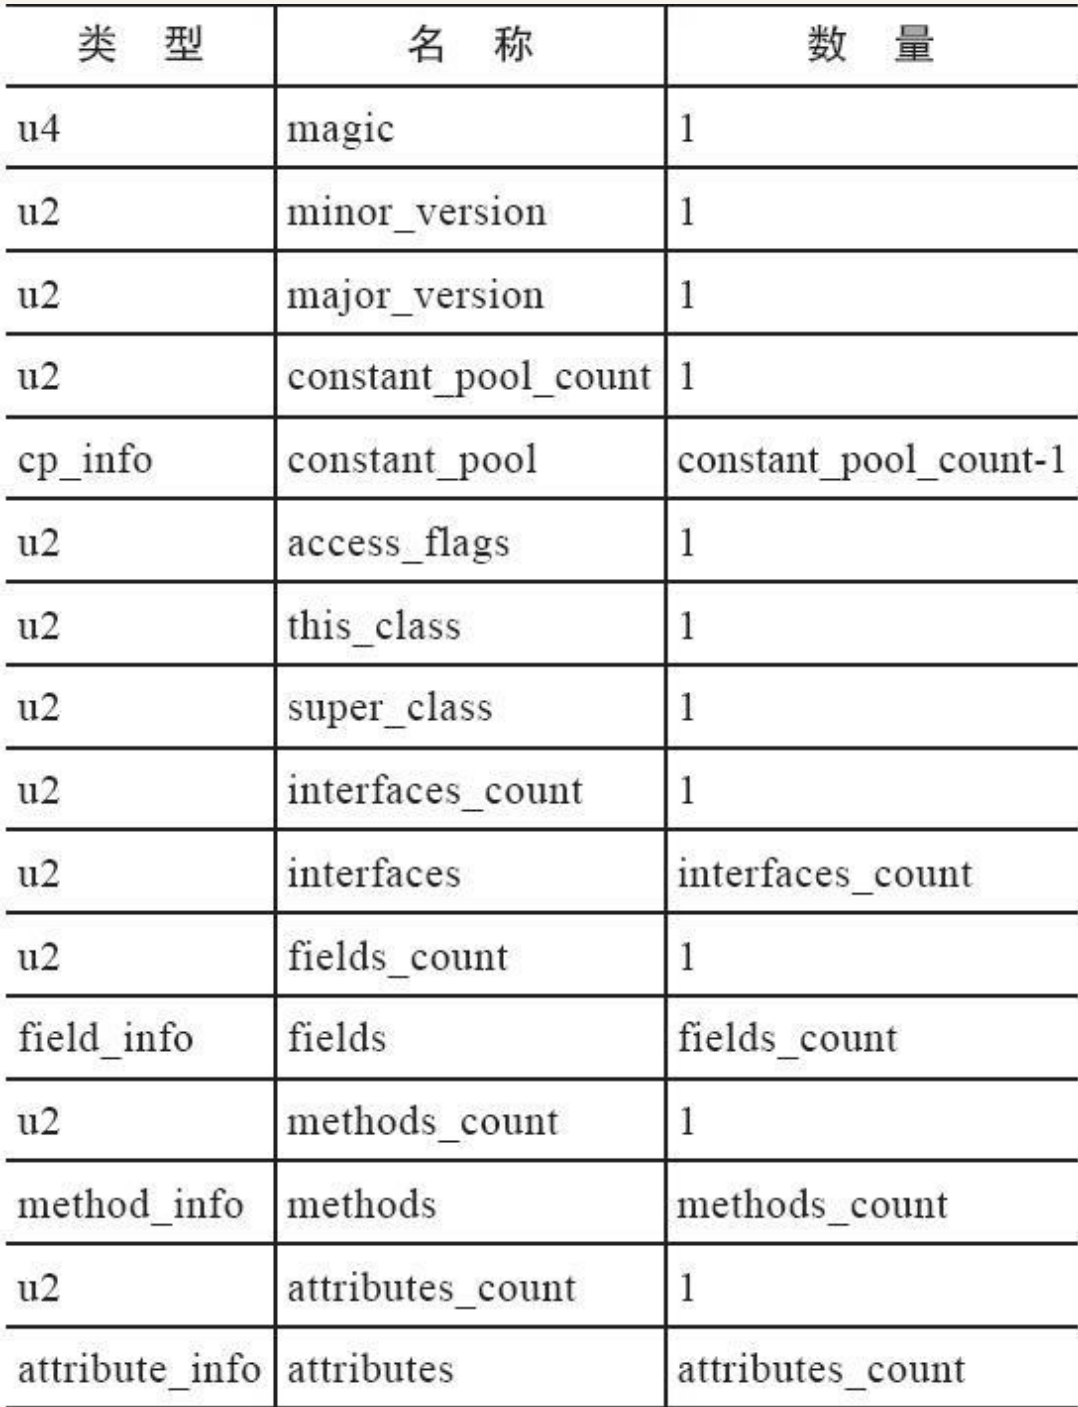 类 型 名 称 数 量
u4 magic 1
u2 minor_version 1
u2 major_version 1
u2 constant_pool_count 1
cp_info constant_pool constant_pool_count-1
u2 access_flags 1
u2 this_class 1
u2 super_class 1
u2 interfaces_count 1
u2 interfaces interfaces_count
u2 fields_count 1
field_info fields fields_count
u2 methods_count 1
method_info methods methods_count
u2 attributes_count 1
attribute_info attributes attributes_count